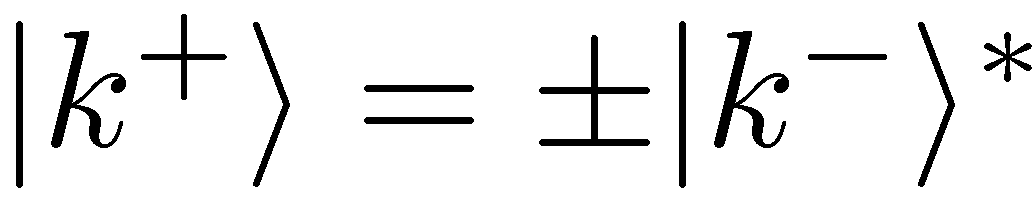 |k⁺⟩ = ±|k⁻⟩*